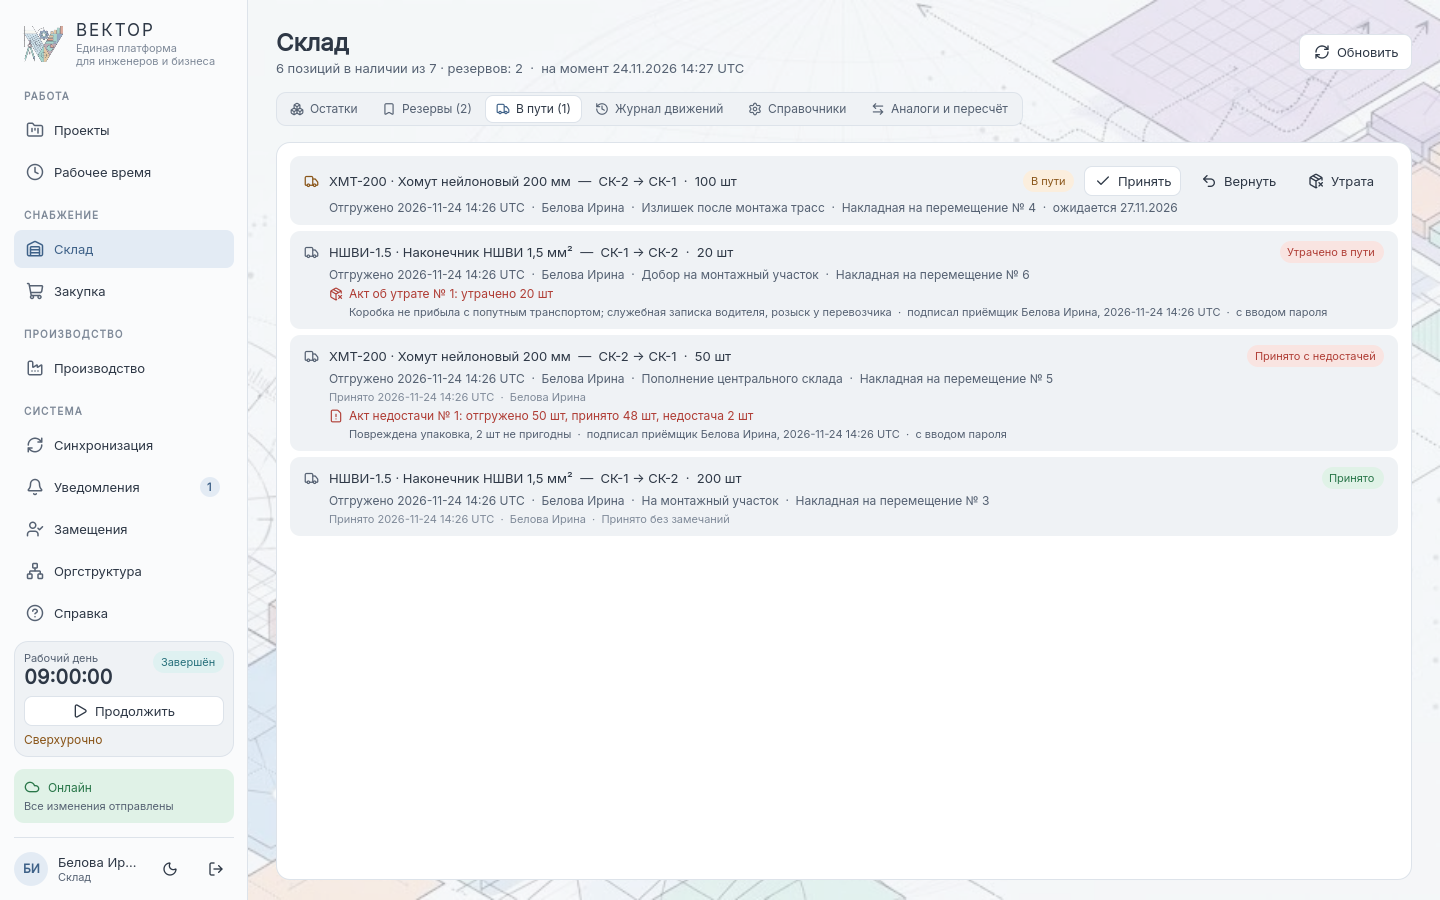 ВЕКТОР
Единая платформа
для инженеров и бизнеса
РАБОТА
Проекты
Рабочее время
СНАБЖЕНИЕ
Склад
Закупка
ПРОИЗВОДСТВО
Производство
СИСТЕМА
Синхронизация
Уведомления 1
Замещения
Оргструктура
Справка
Рабочий день
Завершён
09:00:00
Продолжить
Сверхурочно
Онлайн
Все изменения отправлены
БИ
Белова Ир...
Склад
Склад
6 позиций в наличии из 7 · резервов: 2 · на момент 24.11.2026 14:27 UTC
Обновить
Остатки Резервы (2) В пути (1) Журнал движений Справочники Аналоги и пересчёт
ХМТ-200 · Хомут нейлоновый 200 мм — СК-2 → СК-1 · 100 шт В пути Принять Вернуть Утрата
Отгружено 2026-11-24 14:26 UTC · Белова Ирина · Излишек после монтажа трасс · Накладная на перемещение № 4 · ожидается 27.11.2026
НШВИ-1.5 · Наконечник НШВИ 1,5 мм² — СК-1 → СК-2 · 20 шт Утрачено в пути
Отгружено 2026-11-24 14:26 UTC · Белова Ирина · Добор на монтажный участок · Накладная на перемещение № 6
Акт об утрате № 1: утрачено 20 шт
Коробка не прибыла с попутным транспортом; служебная записка водителя, розыск у перевозчика · подписал приёмщик Белова Ирина, 2026-11-24 14:26 UTC · с вводом пароля
ХМТ-200 · Хомут нейлоновый 200 мм — СК-2 → СК-1 · 50 шт Принято с недостачей
Отгружено 2026-11-24 14:26 UTC · Белова Ирина · Пополнение центрального склада · Накладная на перемещение № 5
Принято 2026-11-24 14:26 UTC · Белова Ирина
Акт недостачи № 1: отгружено 50 шт, принято 48 шт, недостача 2 шт
Повреждена упаковка, 2 шт не пригодны · подписал приёмщик Белова Ирина, 2026-11-24 14:26 UTC · с вводом пароля
НШВИ-1.5 · Наконечник НШВИ 1,5 мм² — СК-1 → СК-2 · 200 шт Принято
Отгружено 2026-11-24 14:26 UTC · Белова Ирина · На монтажный участок · Накладная на перемещение № 3
Принято 2026-11-24 14:26 UTC · Белова Ирина · Принято без замечаний